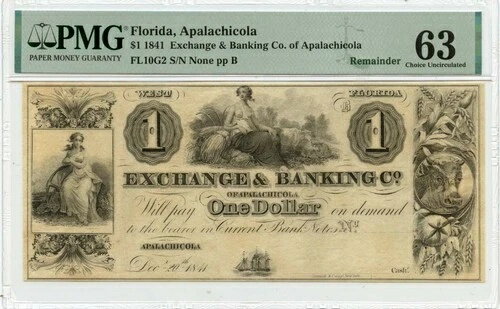 PMG
PAPER MONEY GUARANTY
Florida, Apalachicola
$1 1841 Exchange & Banking Co. of Apalachicola
FL10G2 S/N None pp B
Remainder
63
Choice Uncirculated
WEST
FLORIDA
B
1
1
EXCHANGE & BANKING Cº.
OF APALACHICOLA
Will pay One Dollar on demand
to the bearer in Current Bank Notes Nº
APALACHICOLA
Dec 20th 1841
Cash.r